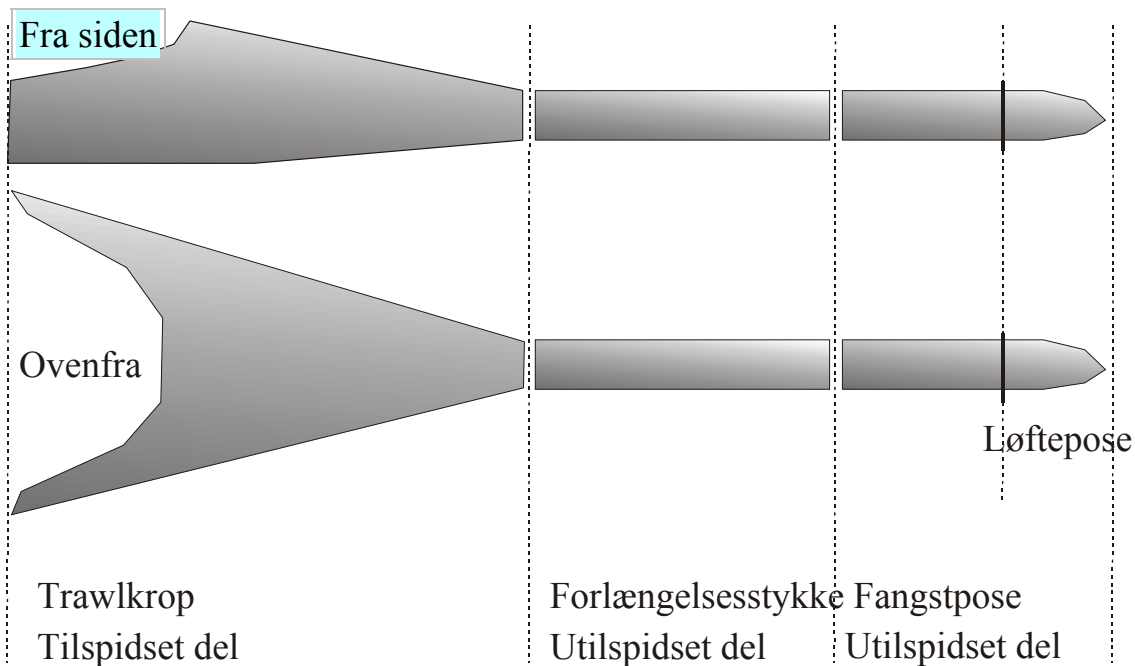 Fra siden
Ovenfra
Løftepose
Trawlkrop
Tilspidset del
Forlængelsesstykke
Utilspidset del
Fangstpose
Utilspidset del